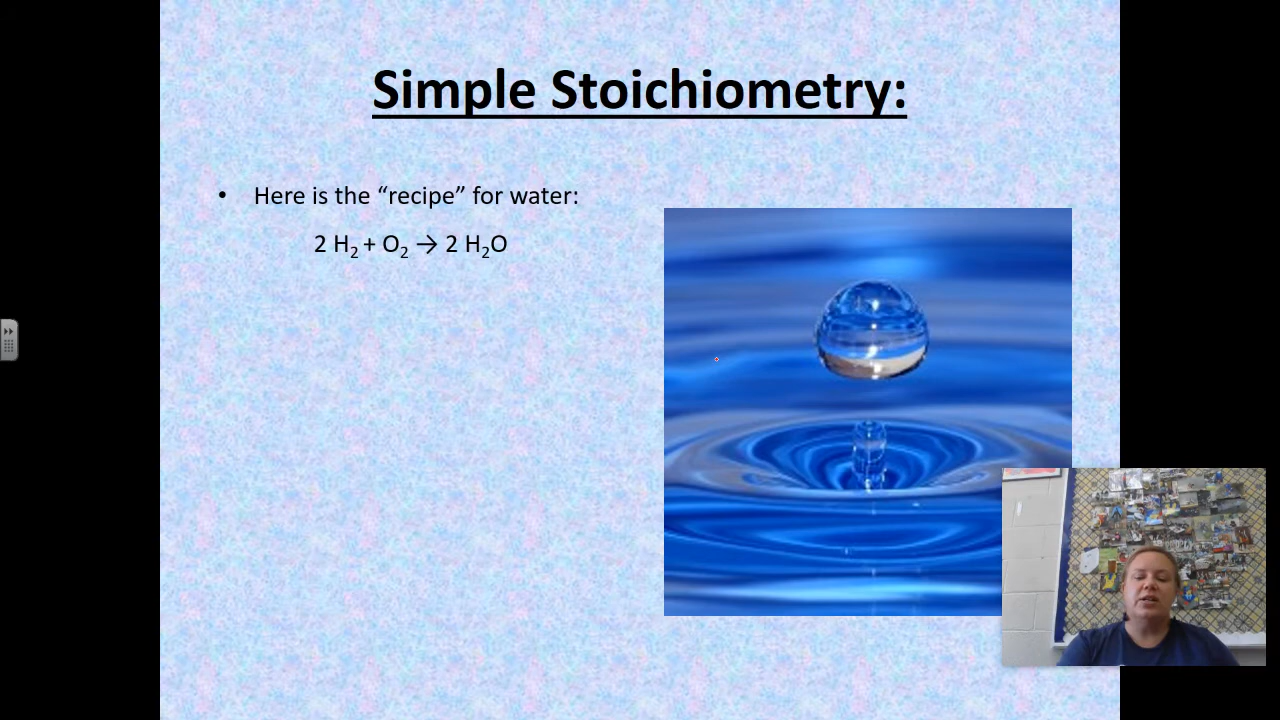 Simple Stoichiometry:
• Here is the “recipe” for water:
2 H₂ + O₂ → 2 H₂O